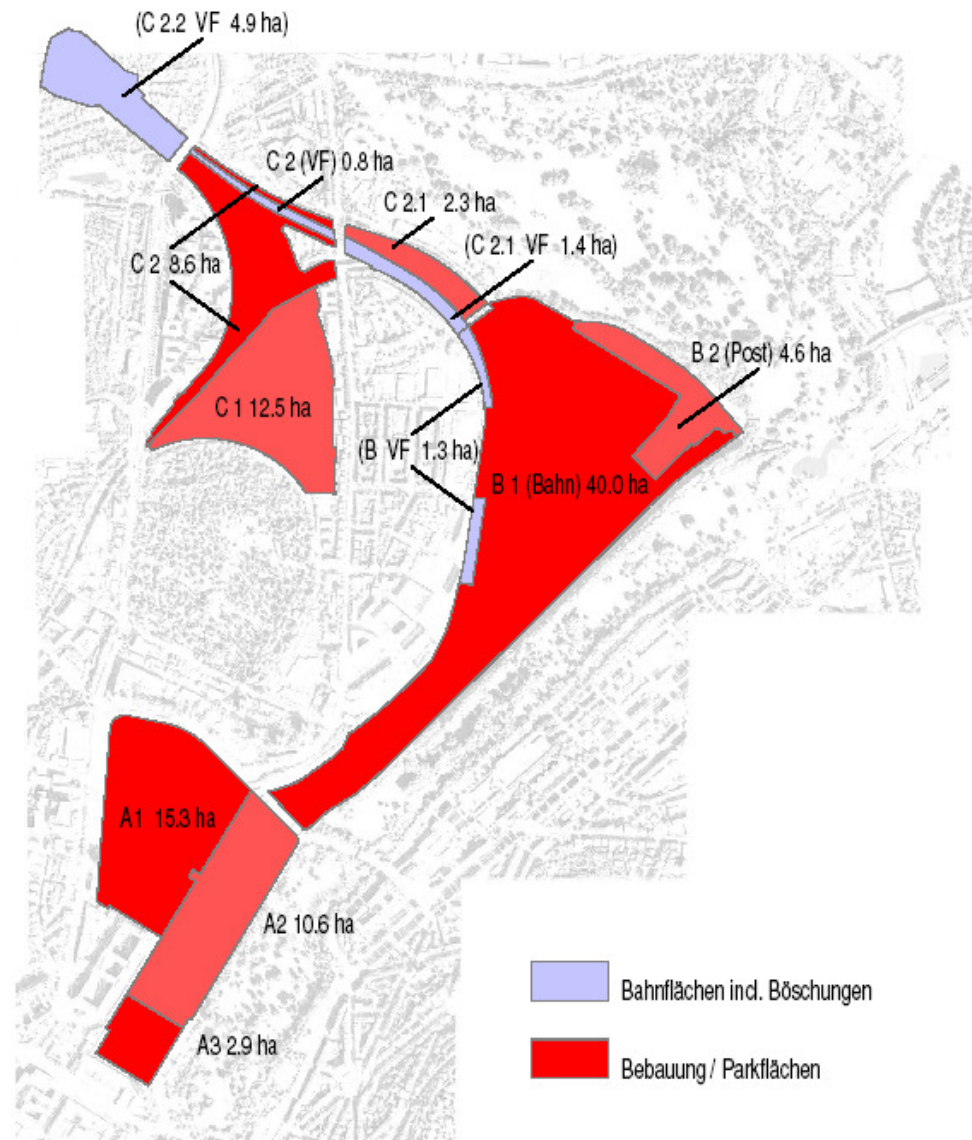 (C 2.2 VF 4.9 ha)
C 2 (VF) 0.8 ha
C 2.1 2.3 ha
(C 2.1 VF 1.4 ha)
C 2 8.6 ha
B 2 (Post) 4.6 ha
C 1 12.5 ha
(B VF 1.3 ha)
B 1 (Bahn) 40.0 ha
A1 15.3 ha
A2 10.6 ha
A3 2.9 ha
Bahnflächen incl. Böschungen
Bebauung / Parkflächen